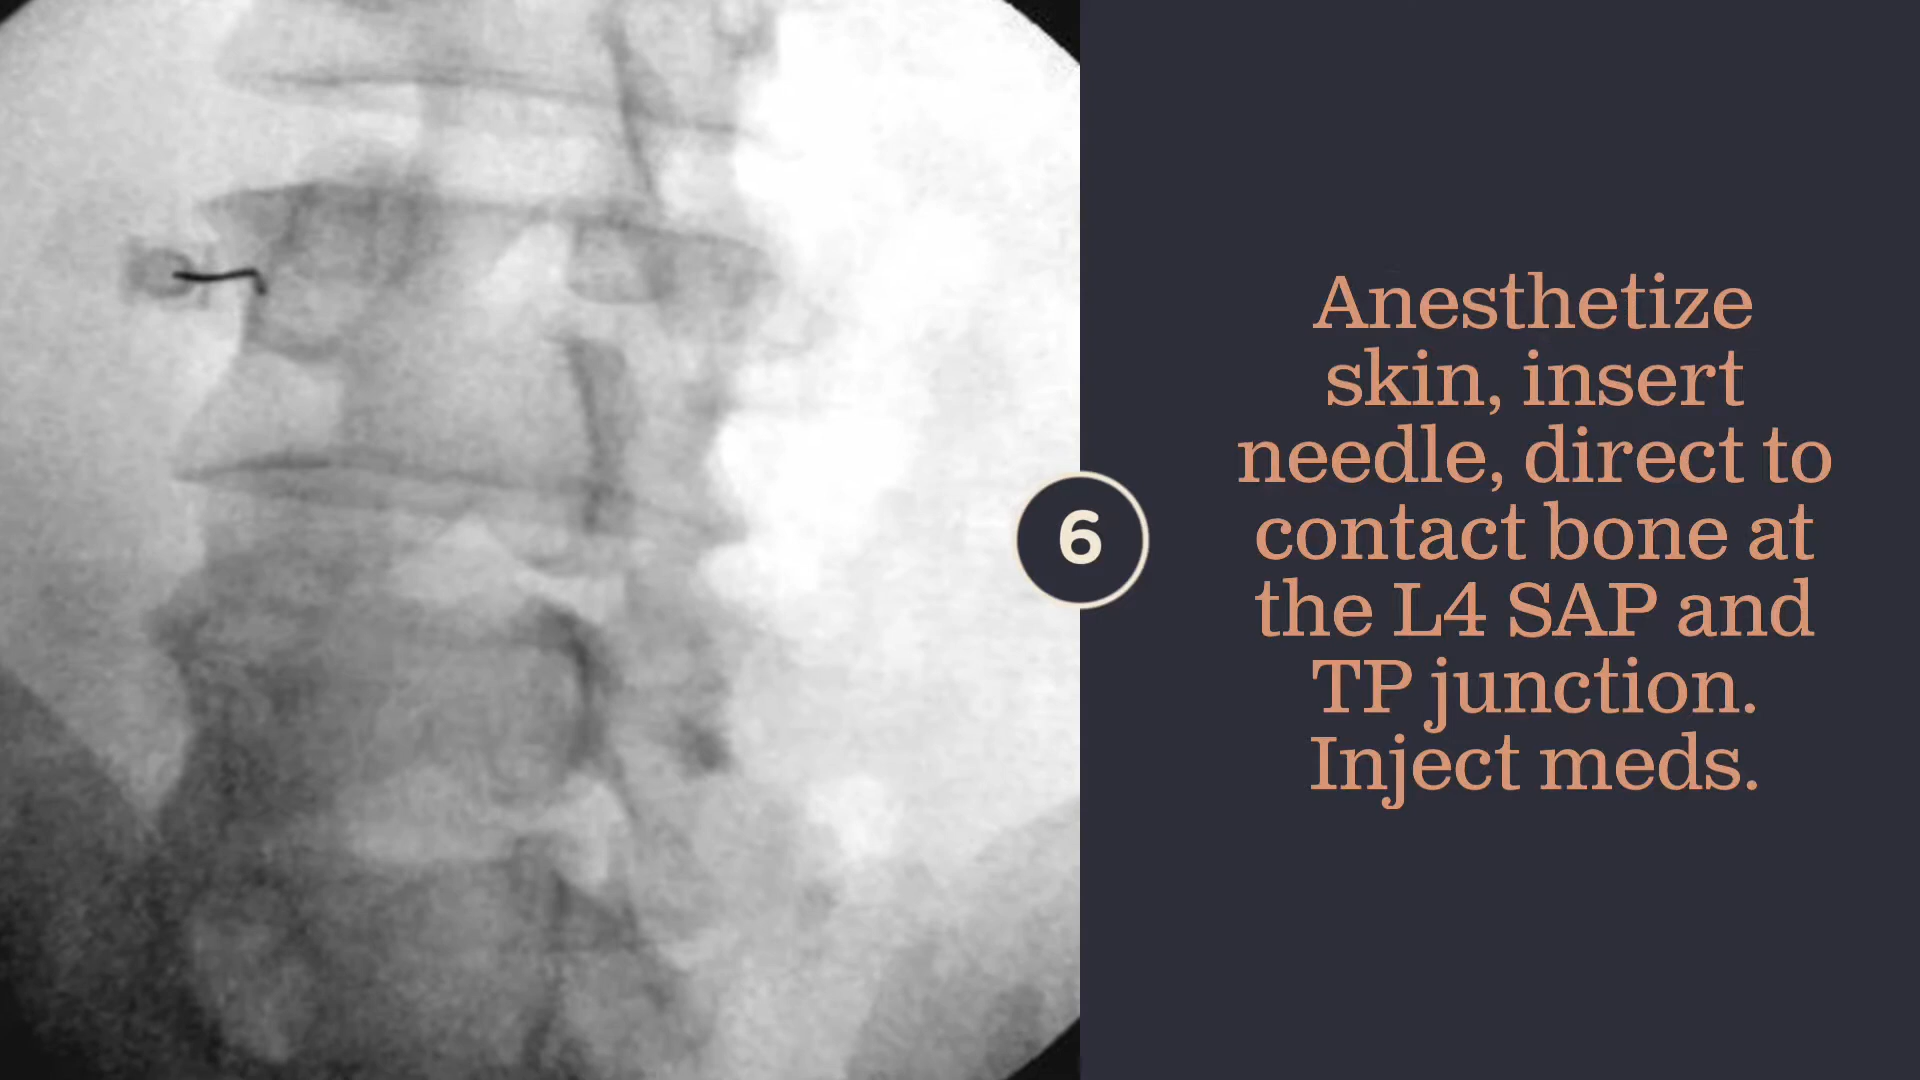 6
Anesthetize
skin, insert
needle, direct to
contact bone at
the L4 SAP and
TP junction.
Inject meds.